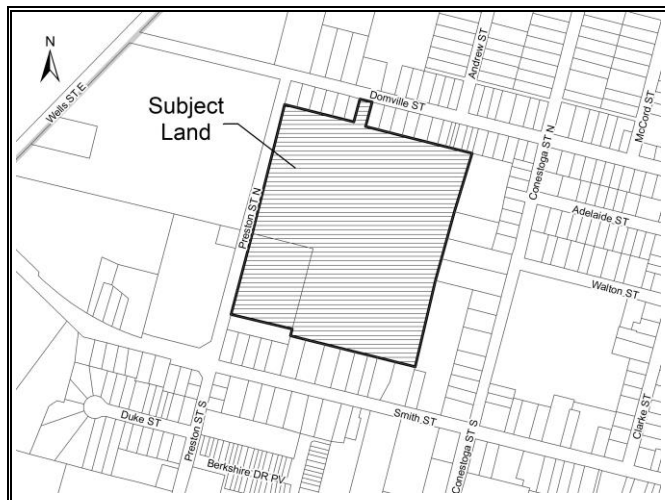 N
Wells ST E
Andrew ST
McCord ST
Domville ST
Subject
Land
Conestoga ST N
Preston ST N
Adelaide ST
Walton ST
Smith ST
Clarke ST
Duke ST
Preston ST S
Conestoga ST S
Berkshire DR PV